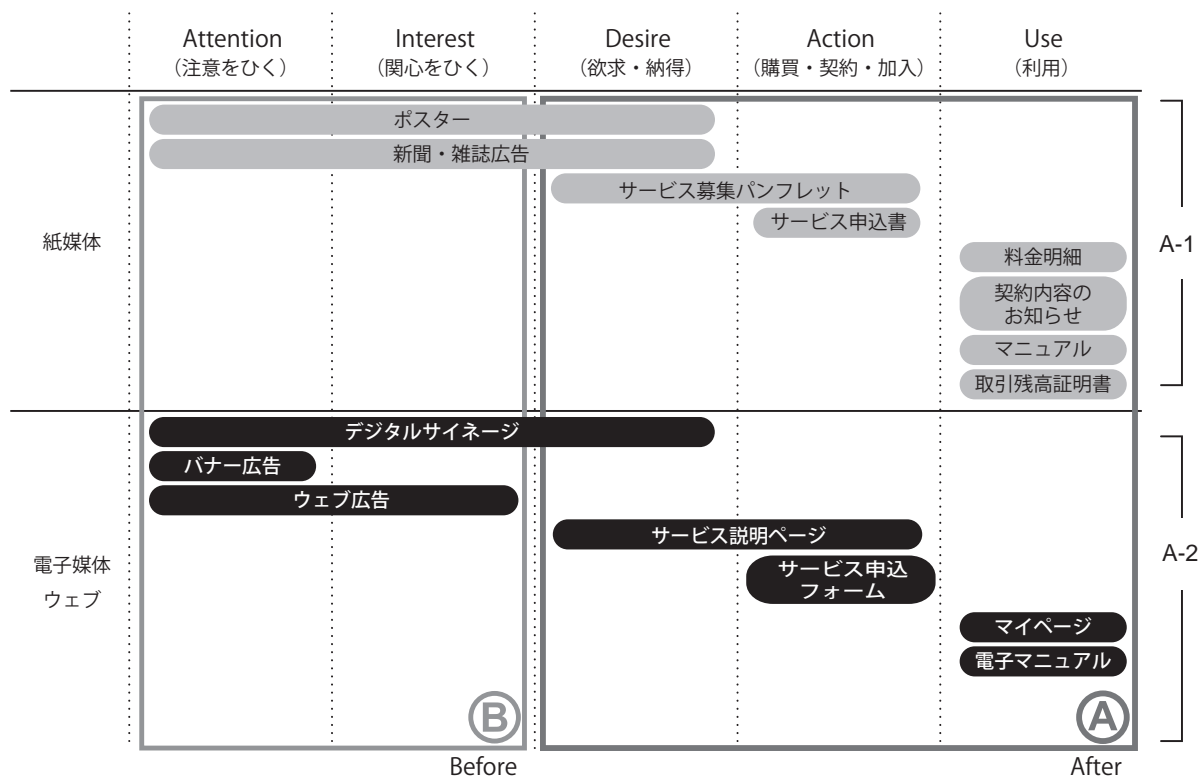 Attention
（注意をひく）
Interest
（関心をひく）
Desire
（欲求・納得）
Action
（購買・契約・加入）
Use
（利用）
紙媒体
ポスター
新聞・雑誌広告
サービス募集パンフレット
サービス申込書
料金明細
契約内容の
お知らせ
マニュアル
取引残高証明書
A-1
電子媒体
ウェブ
デジタルサイネージ
バナー広告
ウェブ広告
サービス説明ページ
サービス申込
フォーム
マイページ
電子マニュアル
A-2
B
A
Before
After